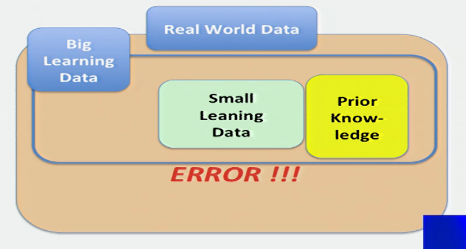 Real World Data
Big
Learning
Data
Small
Leaning
Data
Prior
Know-
ledge
ERROR !!!